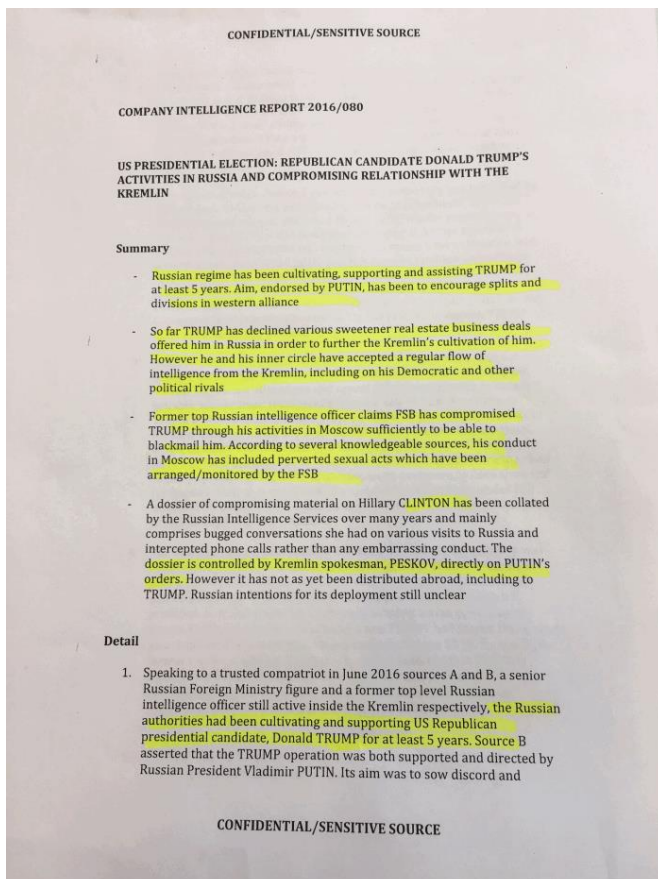 CONFIDENTIAL/SENSITIVE SOURCE
COMPANY INTELLIGENCE REPORT 2016/080
US PRESIDENTIAL ELECTION: REPUBLICAN CANDIDATE DONALD TRUMP'S
ACTIVITIES IN RUSSIA AND COMPROMISING RELATIONSHIP WITH THE
KREMLIN
Summary
- Russian regime has been cultivating, supporting and assisting TRUMP for
at least 5 years. Aim, endorsed by PUTIN, has been to encourage splits and
divisions in western alliance
- So far TRUMP has declined various sweetener real estate business deals
offered him in Russia in order to further the Kremlin's cultivation of him.
However he and his inner circle have accepted a regular flow of
intelligence from the Kremlin, including on his Democratic and other
political rivals
- Former top Russian intelligence officer claims FSB has compromised
TRUMP through his activities in Moscow sufficiently to be able to
blackmail him. According to several knowledgeable sources, his conduct
in Moscow has included perverted sexual acts which have been
arranged/monitored by the FSB
- A dossier of compromising material on Hillary CLINTON has been collated
by the Russian Intelligence Services over many years and mainly
comprises bugged conversations she had on various visits to Russia and
intercepted phone calls rather than any embarrassing conduct. The
dossier is controlled by Kremlin spokesman, PESKOV, directly on PUTIN's
orders. However it has not as yet been distributed abroad, including to
TRUMP. Russian intentions for its deployment still unclear
Detail
1. Speaking to a trusted compatriot in June 2016 sources A and B, a senior
Russian Foreign Ministry figure and a former top level Russian
intelligence officer still active inside the Kremlin respectively, the Russian
authorities had been cultivating and supporting US Republican
presidential candidate, Donald TRUMP for at least 5 years. Source B
asserted that the TRUMP operation was both supported and directed by
Russian President Vladimir PUTIN. Its aim was to sow discord and
CONFIDENTIAL/SENSITIVE SOURCE